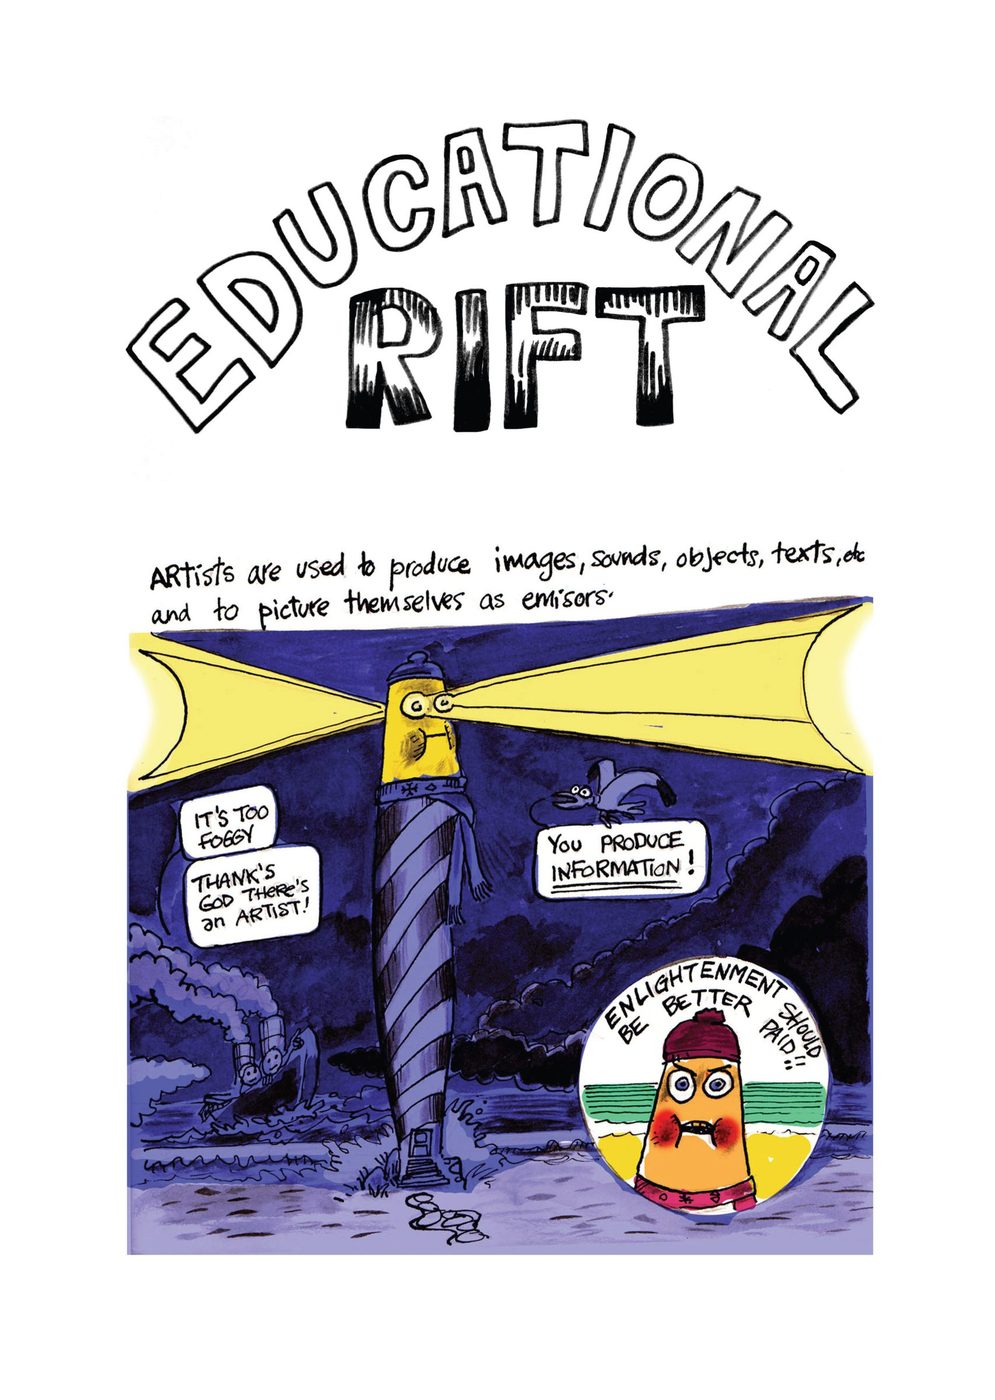 EDUCATIONAL
RIFT
ARTists are used to produce images, sounds, objects, texts, etc
and to picture themselves as emisors.
IT'S TOO
FOGGY
THANK'S
GOD THERE'S
an ARTIST!
YOU PRODUCE
INFORMATION!
ENLIGHTENMENT SHOULD
BE BETTER PAID!!